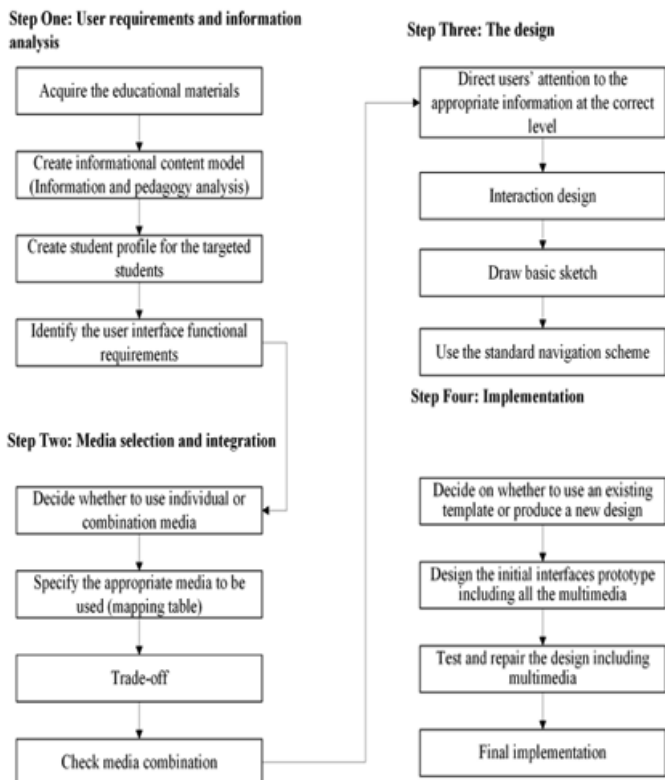 Step One: User requirements and information
analysis
Acquire the educational materials
Create informational content model
(Information and pedagogy analysis)
Create student profile for the targeted
students
Identify the user interface functional
requirements
Step Two: Media selection and integration
Decide whether to use individual or
combination media
Specify the appropriate media to be
used (mapping table)
Trade-off
Check media combination
Step Three: The design
Direct users' attention to the
appropriate information at the correct
level
Interaction design
Draw basic sketch
Use the standard navigation scheme
Step Four: Implementation
Decide on whether to use an existing
template or produce a new design
Design the initial interfaces prototype
including all the multimedia
Test and repair the design including
multimedia
Final implementation